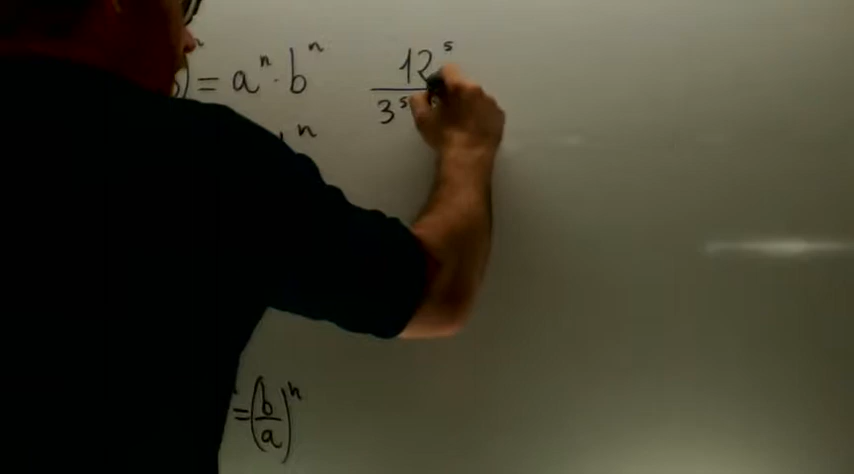 ) ⁿ = aⁿ · bⁿ
12⁵
3⁵
n
= (b/a)ⁿ